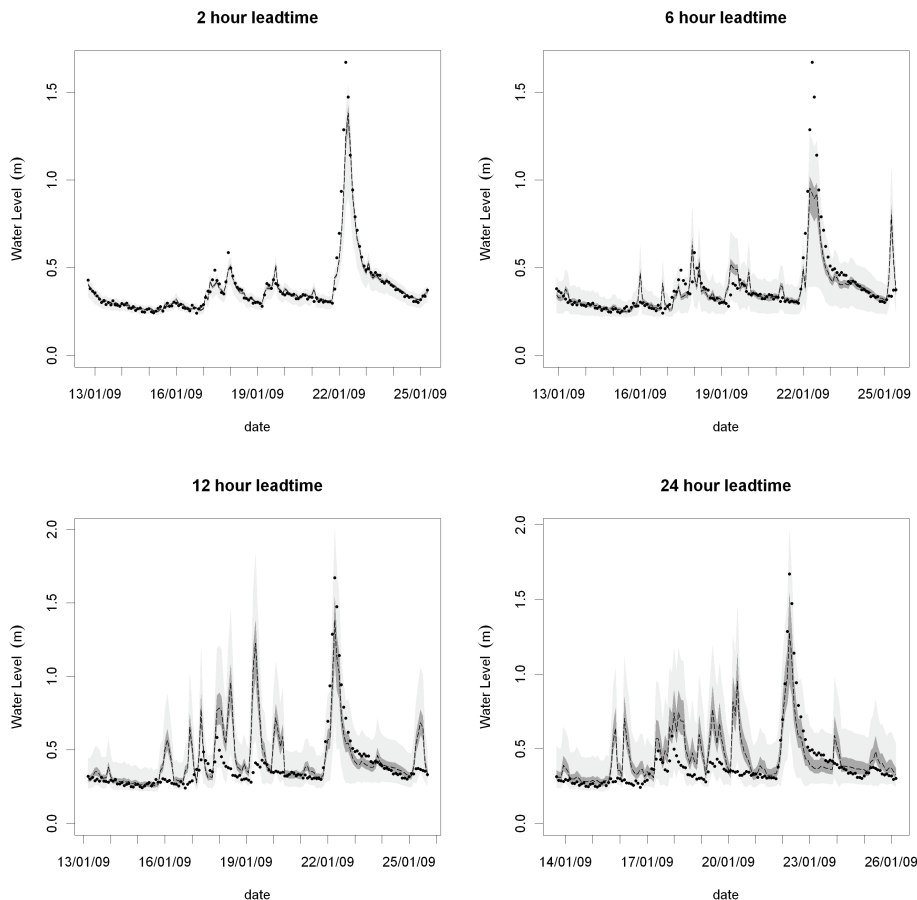 2 hour leadtime
1.5
1.0
0.5
0.0
Water Level (m)
13/01/09 16/01/09 19/01/09 22/01/09 25/01/09
date
6 hour leadtime
1.5
1.0
0.5
0.0
Water Level (m)
13/01/09 16/01/09 19/01/09 22/01/09 25/01/09
date
12 hour leadtime
2.0
1.5
1.0
0.5
0.0
Water Level (m)
13/01/09 16/01/09 19/01/09 22/01/09 25/01/09
date
24 hour leadtime
2.0
1.5
1.0
0.5
0.0
Water Level (m)
14/01/09 17/01/09 20/01/09 23/01/09 26/01/09
date